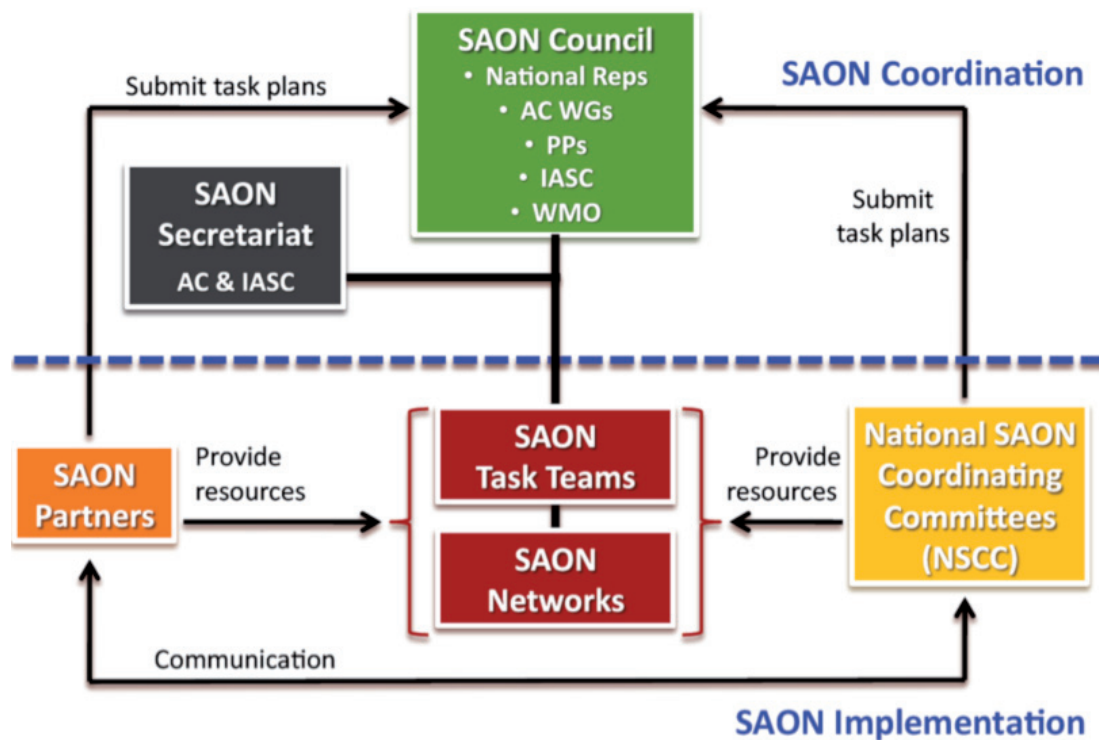 SAON Council
• National Reps
• AC WGs
• PPs
• IASC
• WMO
SAON Coordination
Submit task plans
SAON
Secretariat
AC & IASC
Submit
task plans
SAON
Partners
Provide
resources
SAON
Task Teams
SAON
Networks
Provide
resources
National SAON
Coordinating
Committees
(NSCC)
Communication
SAON Implementation